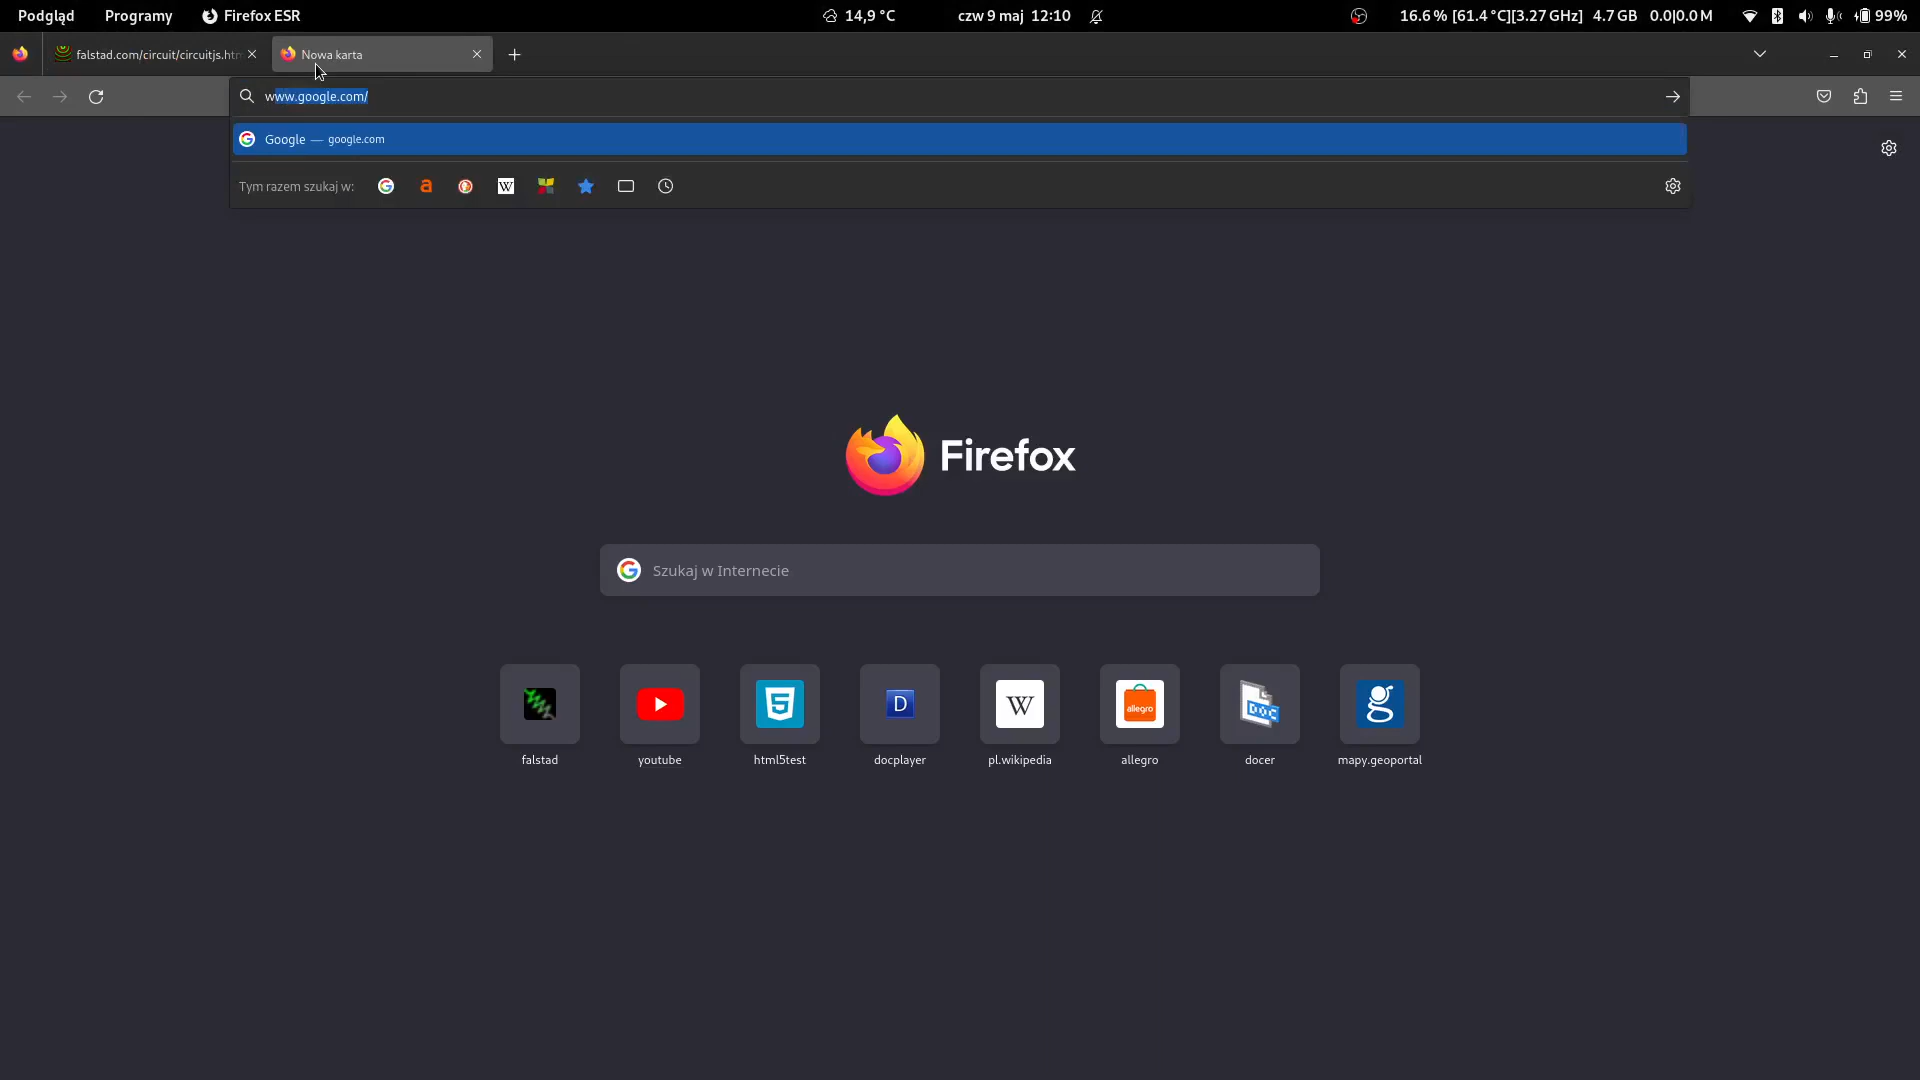 Podgląd Programy Firefox ESR 14,9 °C czw 9 maj 12:10 16.6 % [61.4 °C][3.27 GHz] 4.7 GB 0.0|0.0 M 99%
falstad.com/circuit/circuitjs.htm Nowa karta
www.google.com/
Google — google.com
Tym razem szukaj w:
Firefox
Szukaj w Internecie
falstad youtube html5test docplayer pl.wikipedia allegro docer mapy.geoportal